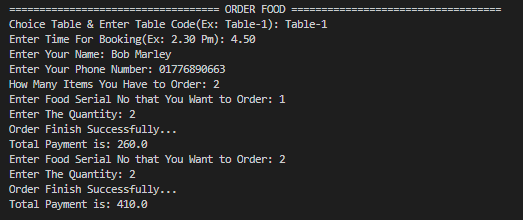 =================================== ORDER FOOD ===================================
Choice Table & Enter Table Code(Ex: Table-1): Table-1
Enter Time For Booking(Ex: 2.30 Pm): 4.50
Enter Your Name: Bob Marley
Enter Your Phone Number: 01776890663
How Many Items You Have to Order: 2
Enter Food Serial No that You Want to Order: 1
Enter The Quantity: 2
Order Finish Successfully...
Total Payment is: 260.0
Enter Food Serial No that You Want to Order: 2
Enter The Quantity: 2
Order Finish Successfully...
Total Payment is: 410.0